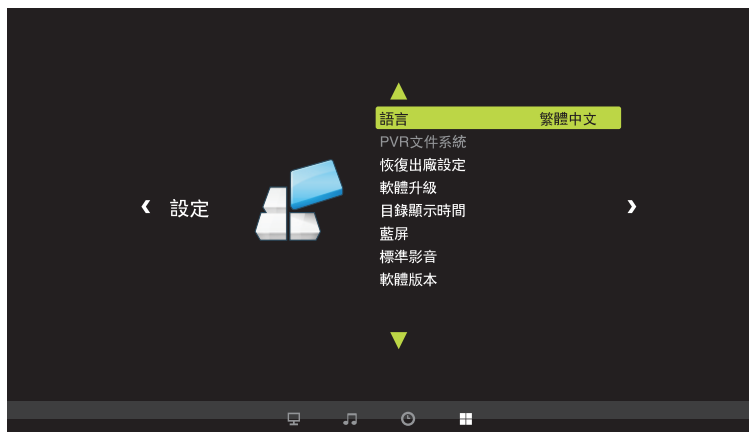 設定
語言 繁體中文
PVR文件系統
恢復出廠設定
軟體升級
目錄顯示時間
藍屏
標準影音
軟體版本